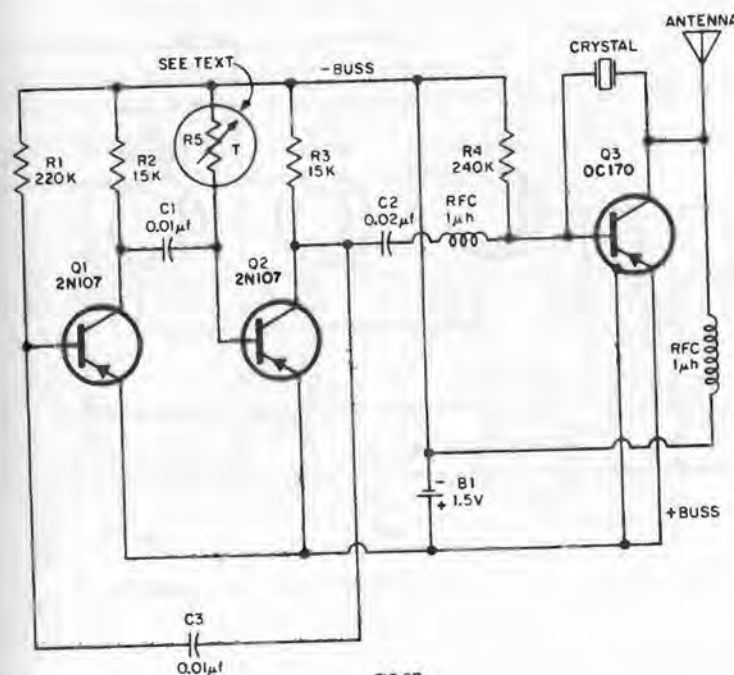 ANTENNA
CRYSTAL
SEE TEXT
-BUSS
R1
220K
R2
15K
R5
T
R3
15K
R4
240K
Q3
OC170
C1
0.01µf
C2
0.02µf
RFC
1µh
Q1
2N107
Q2
2N107
RFC
1µh
-
+
B1
1.5V
+BUSS
C3
0.01µf